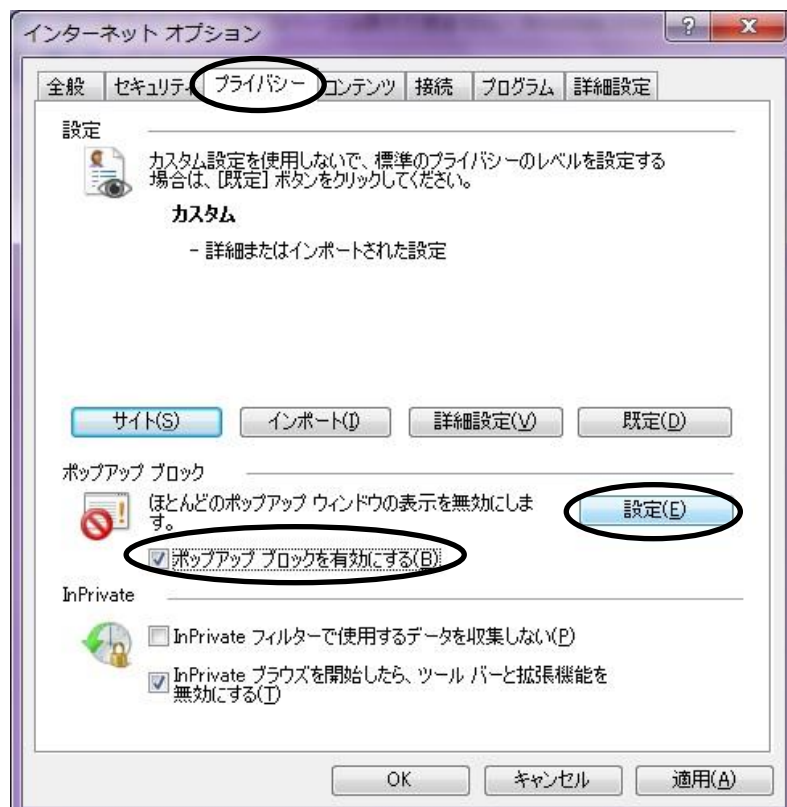 インターネット オプション
全般 セキュリティ プライバシー コンテンツ 接続 プログラム 詳細設定
設定
カスタム設定を使用しないで、標準のプライバシーのレベルを設定する
場合は、[既定] ボタンをクリックしてください。
カスタム
- 詳細またはインポートされた設定
サイト(S) インポート(I) 詳細設定(V) 既定(D)
ポップアップ ブロック
ほとんどのポップアップ ウィンドウの表示を無効にしま
す。
設定(E)
ポップアップ ブロックを有効にする(B)
InPrivate
InPrivate フィルターで使用するデータを収集しない(P)
InPrivate ブラウズを開始したら、ツール バーと拡張機能を
無効にする(T)
OK キャンセル 適用(A)